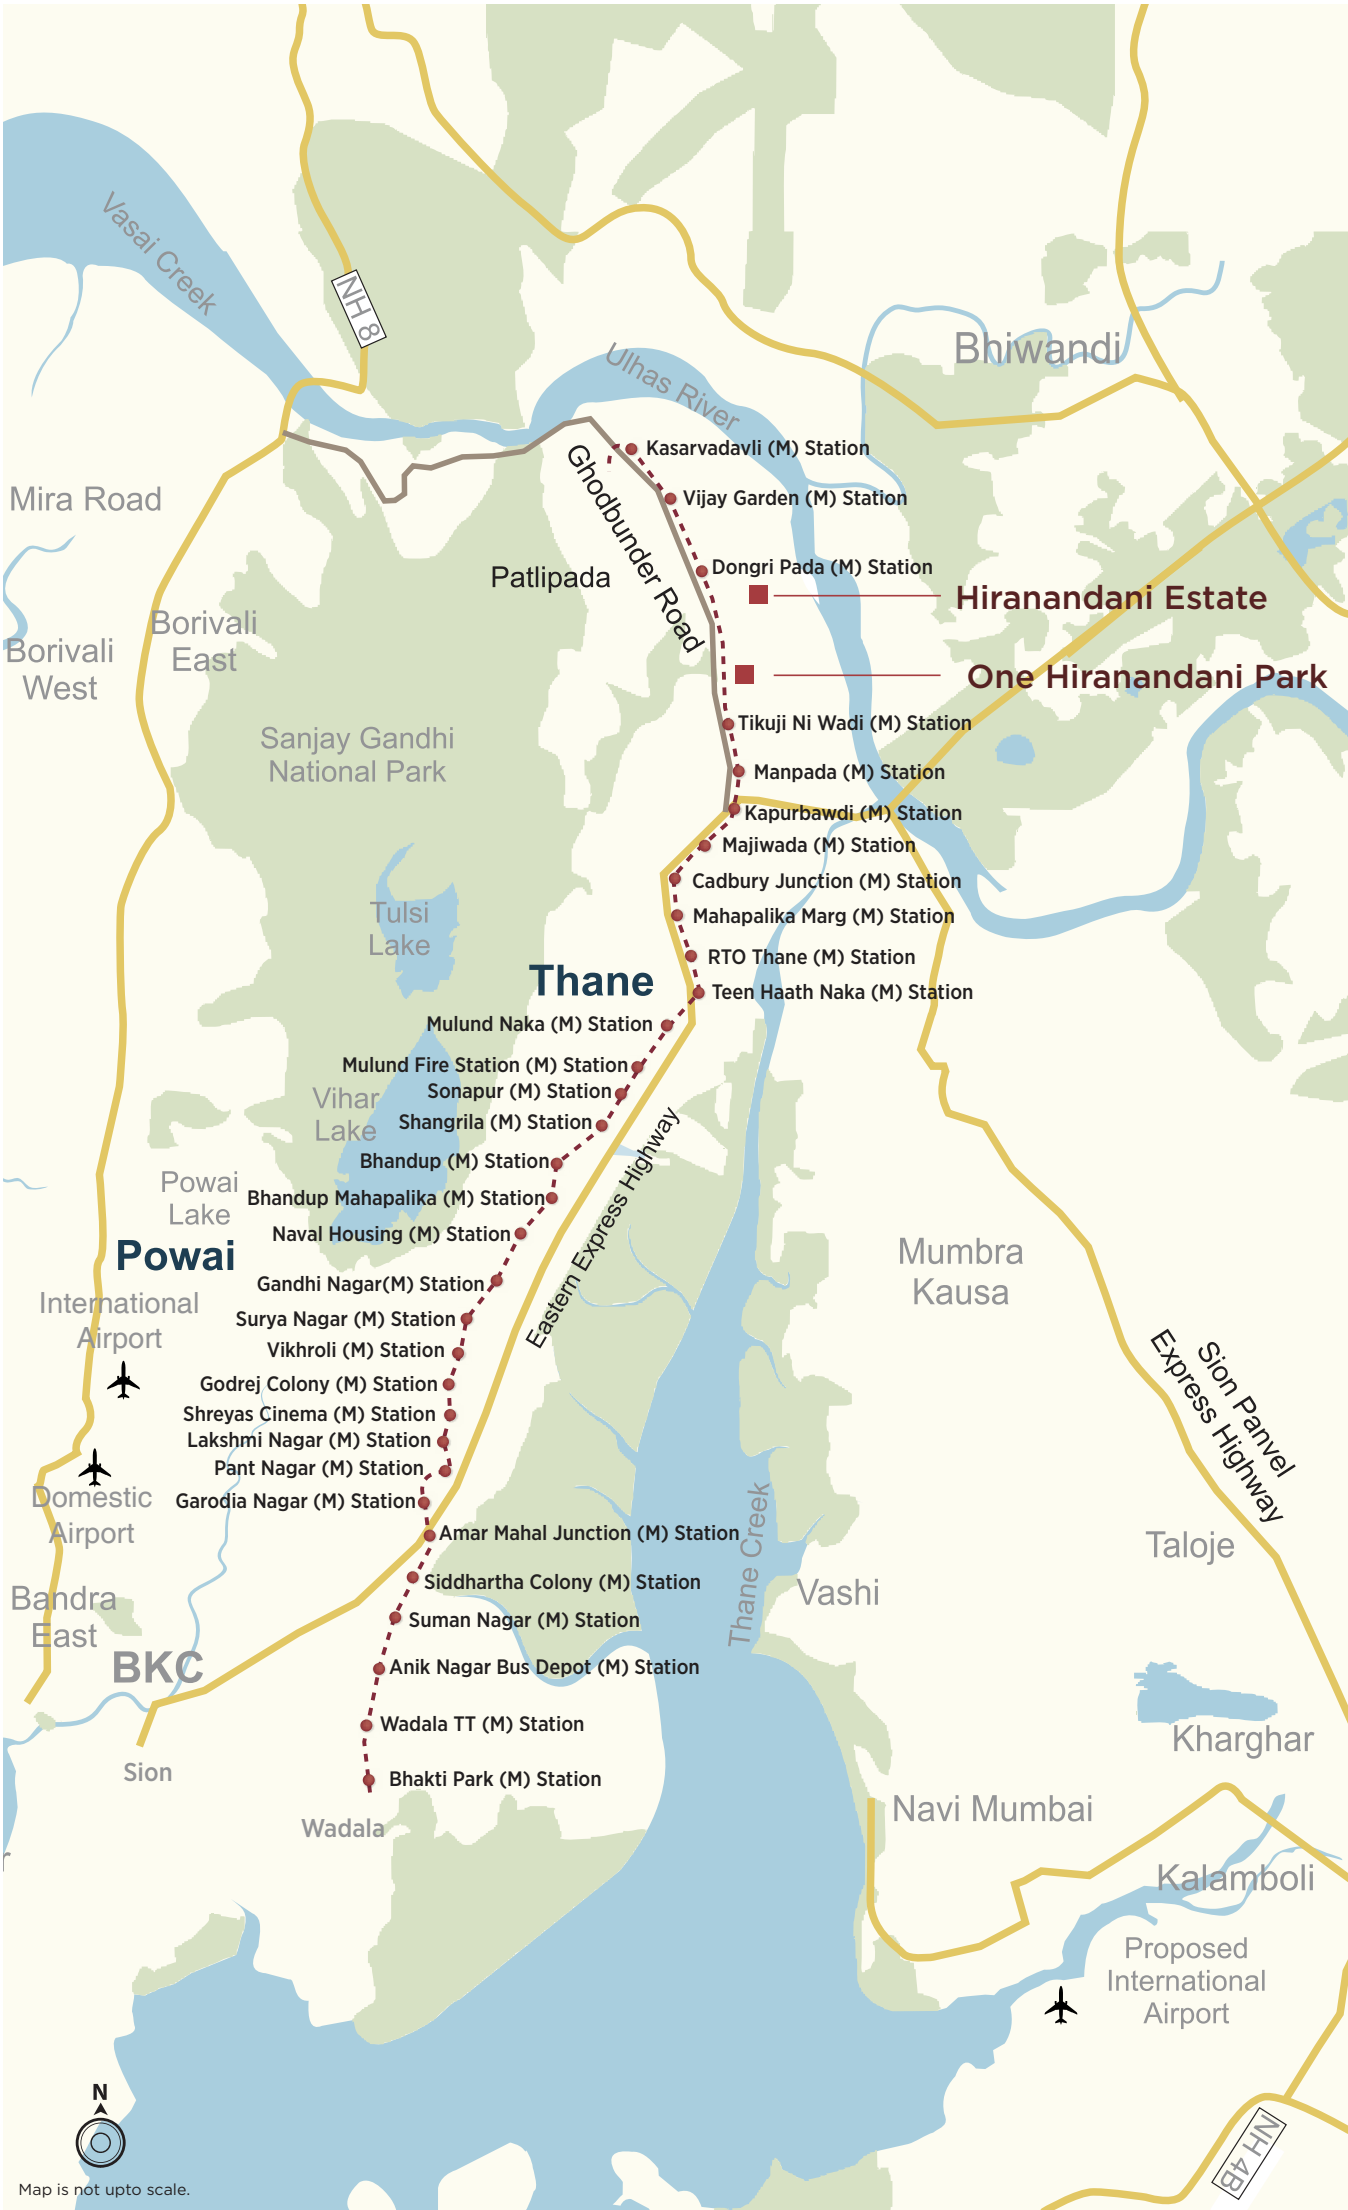 Vasai Creek
NH 8
Bhiwandi
Ulhas River
Kasarvadavli (M) Station
Ghodbunder Road
Mira Road
Vijay Garden (M) Station
Dongri Pada (M) Station
Patlipada
Hiranandani Estate
Borivali
East
Borivali
West
One Hiranandani Park
Tikuji Ni Wadi (M) Station
Sanjay Gandhi
National Park
Manpada (M) Station
Kapurbawdi (M) Station
Majiwada (M) Station
Cadbury Junction (M) Station
Tulsi
Lake
Mahapalika Marg (M) Station
RTO Thane (M) Station
Thane
Teen Haath Naka (M) Station
Mulund Naka (M) Station
Mulund Fire Station (M) Station
Sonapur (M) Station
Vihar
Lake
Shangrila (M) Station
Bhandup (M) Station
Eastern Express Highway
Powai
Lake
Bhandup Mahapalika (M) Station
Naval Housing (M) Station
Powai
Mumbra
Kausa
Gandhi Nagar(M) Station
International
Airport
Surya Nagar (M) Station
Vikhroli (M) Station
Sion Panvel
Express Highway
Godrej Colony (M) Station
Shreyas Cinema (M) Station
Lakshmi Nagar (M) Station
Pant Nagar (M) Station
Domestic
Airport
Garodia Nagar (M) Station
Amar Mahal Junction (M) Station
Thane Creek
Taloje
Siddhartha Colony (M) Station
Vashi
Bandra
East
Suman Nagar (M) Station
BKC
Anik Nagar Bus Depot (M) Station
Wadala TT (M) Station
Kharghar
Sion
Bhakti Park (M) Station
Navi Mumbai
Wadala
r
Kalamboli
Proposed
International
Airport
N
NH 4B
Map is not upto scale.